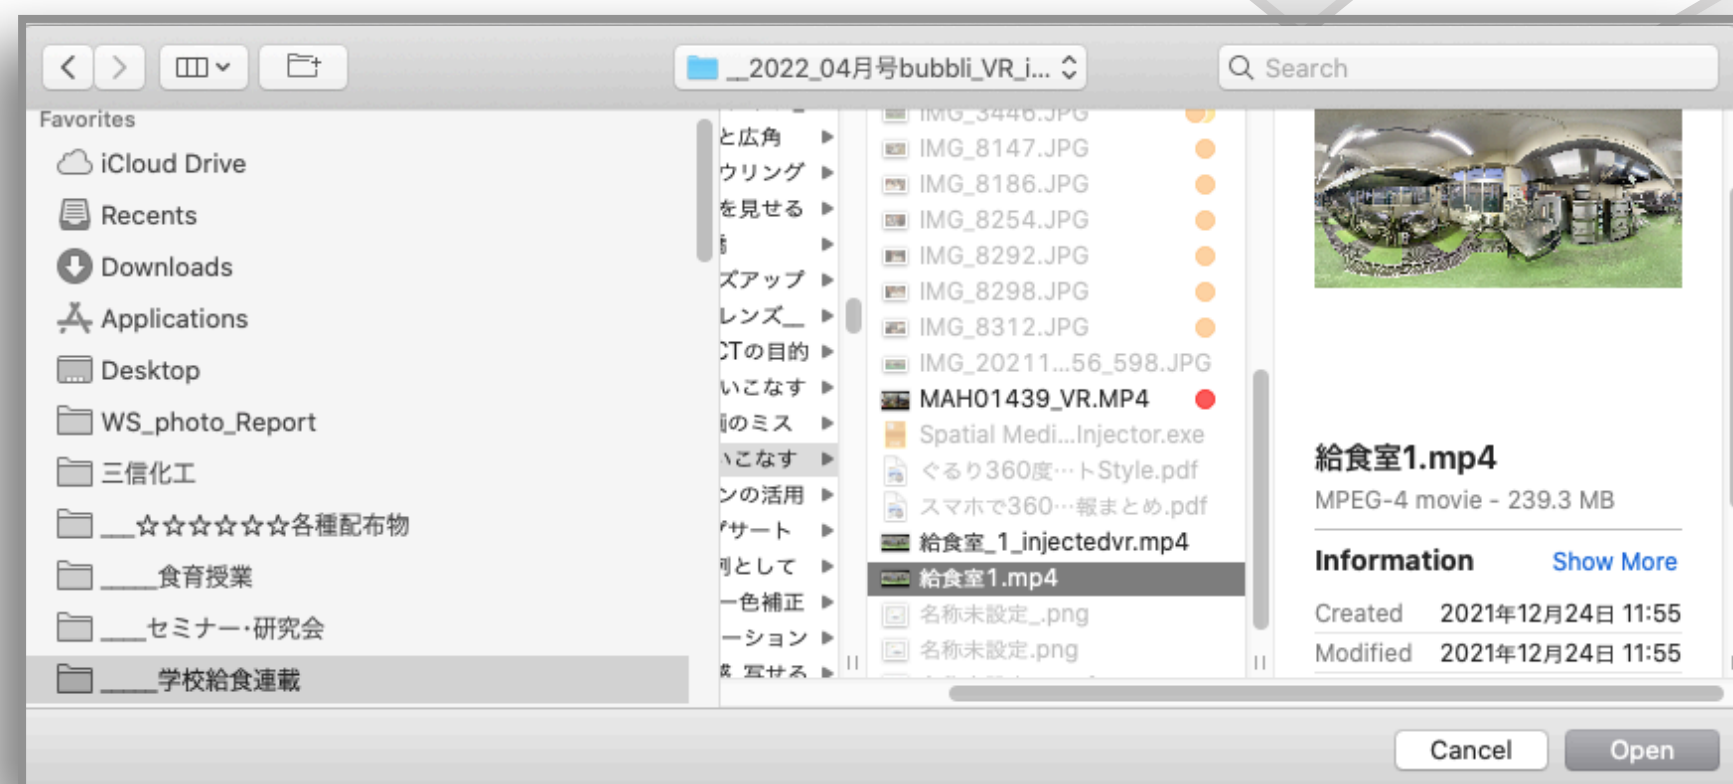 __2022_04月号bubbli_VR_i...
Search
Favorites
iCloud Drive
Recents
Downloads
Applications
Desktop
WS_photo_Report
三信化工
___☆☆☆☆☆☆各種配布物
_____食育授業
____セミナー・研究会
_____学校給食連載
と広角
ウリング
を見せる
ズアップ
レンズ__
CTの目的
いこなす
のミス
いこなす
ンの活用
サート
列として
ー色補正
ーション
写せる
IMG_3446.JPG
IMG_8147.JPG
IMG_8186.JPG
IMG_8254.JPG
IMG_8292.JPG
IMG_8298.JPG
IMG_8312.JPG
IMG_20211...56_598.JPG
MAH01439_VR.MP4
Spatial Medi...Injector.exe
ぐるり360度…トStyle.pdf
スマホで360…報まとめ.pdf
給食室_1_injectedvr.mp4
給食室1.mp4
名称未設定_.png
名称未設定.png
給食室1.mp4
MPEG-4 movie - 239.3 MB
Information Show More
Created 2021年12月24日 11:55
Modified 2021年12月24日 11:55
Cancel Open